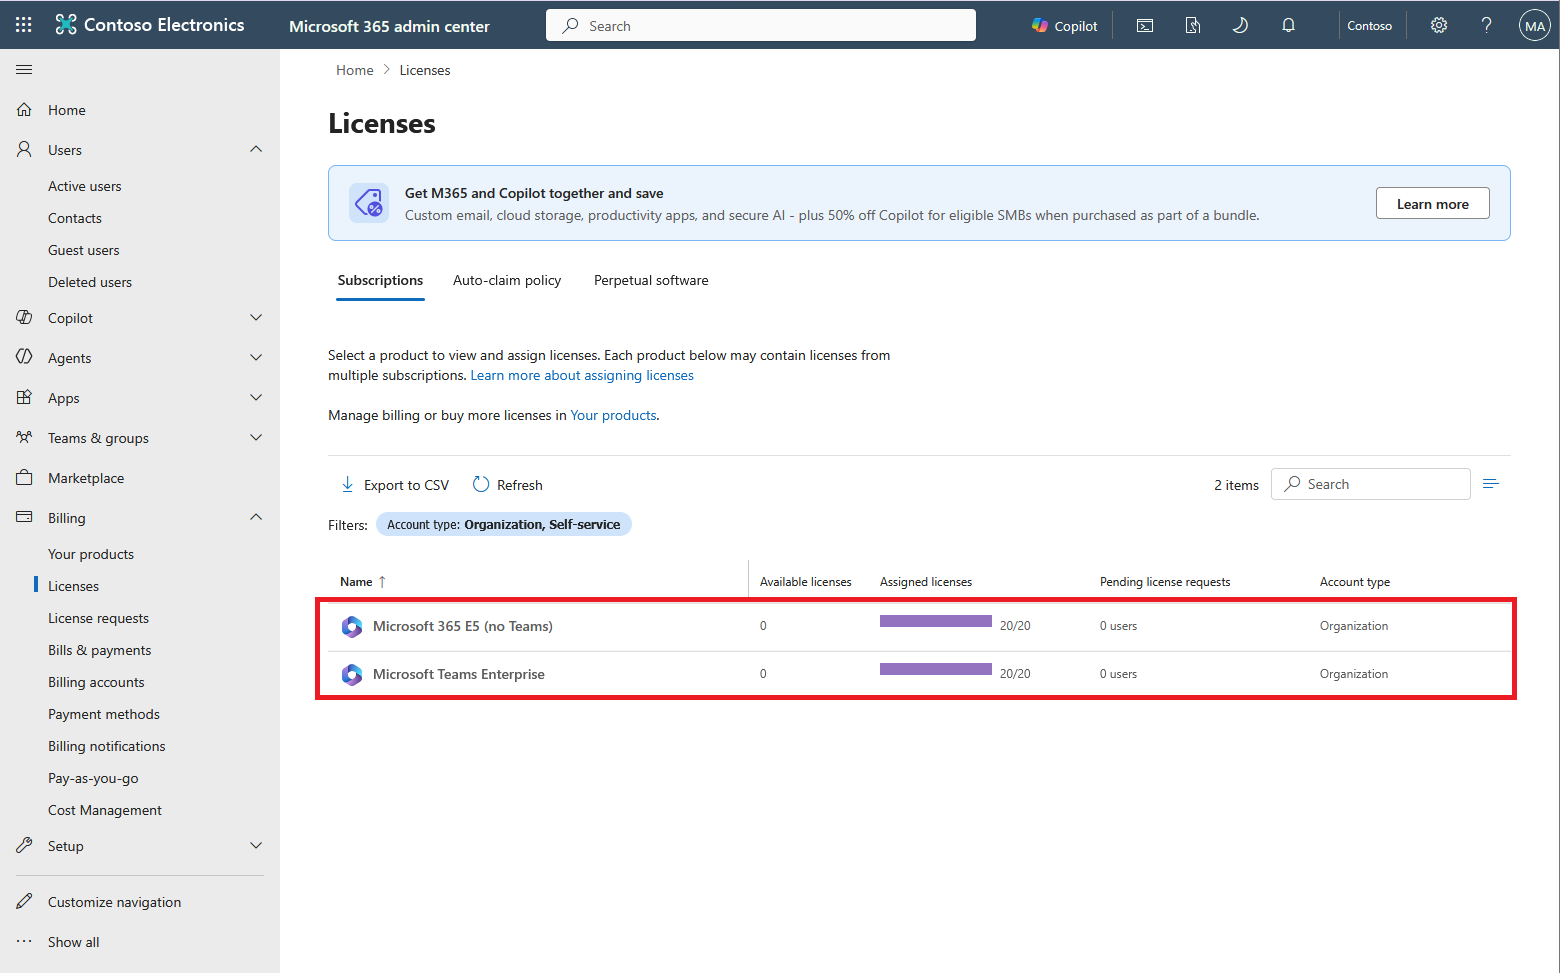 Contoso Electronics
Microsoft 365 admin center
Search
Copilot
Contoso
?
MA
Home
Users
Active users
Contacts
Guest users
Deleted users
Copilot
Agents
Apps
Teams & groups
Marketplace
Billing
Your products
Licenses
License requests
Bills & payments
Billing accounts
Payment methods
Billing notifications
Pay-as-you-go
Cost Management
Setup
Customize navigation
Show all
Home > Licenses
Licenses
Get M365 and Copilot together and save
Custom email, cloud storage, productivity apps, and secure AI - plus 50% off Copilot for eligible SMBs when purchased as part of a bundle.
Learn more
Subscriptions Auto-claim policy Perpetual software
Select a product to view and assign licenses. Each product below may contain licenses from
multiple subscriptions. Learn more about assigning licenses
Manage billing or buy more licenses in Your products.
Export to CSV Refresh 2 items Search
Filters: Account type: Organization, Self-service
Name ↑ Available licenses Assigned licenses Pending license requests Account type
Microsoft 365 E5 (no Teams) 0 20/20 0 users Organization
Microsoft Teams Enterprise 0 20/20 0 users Organization